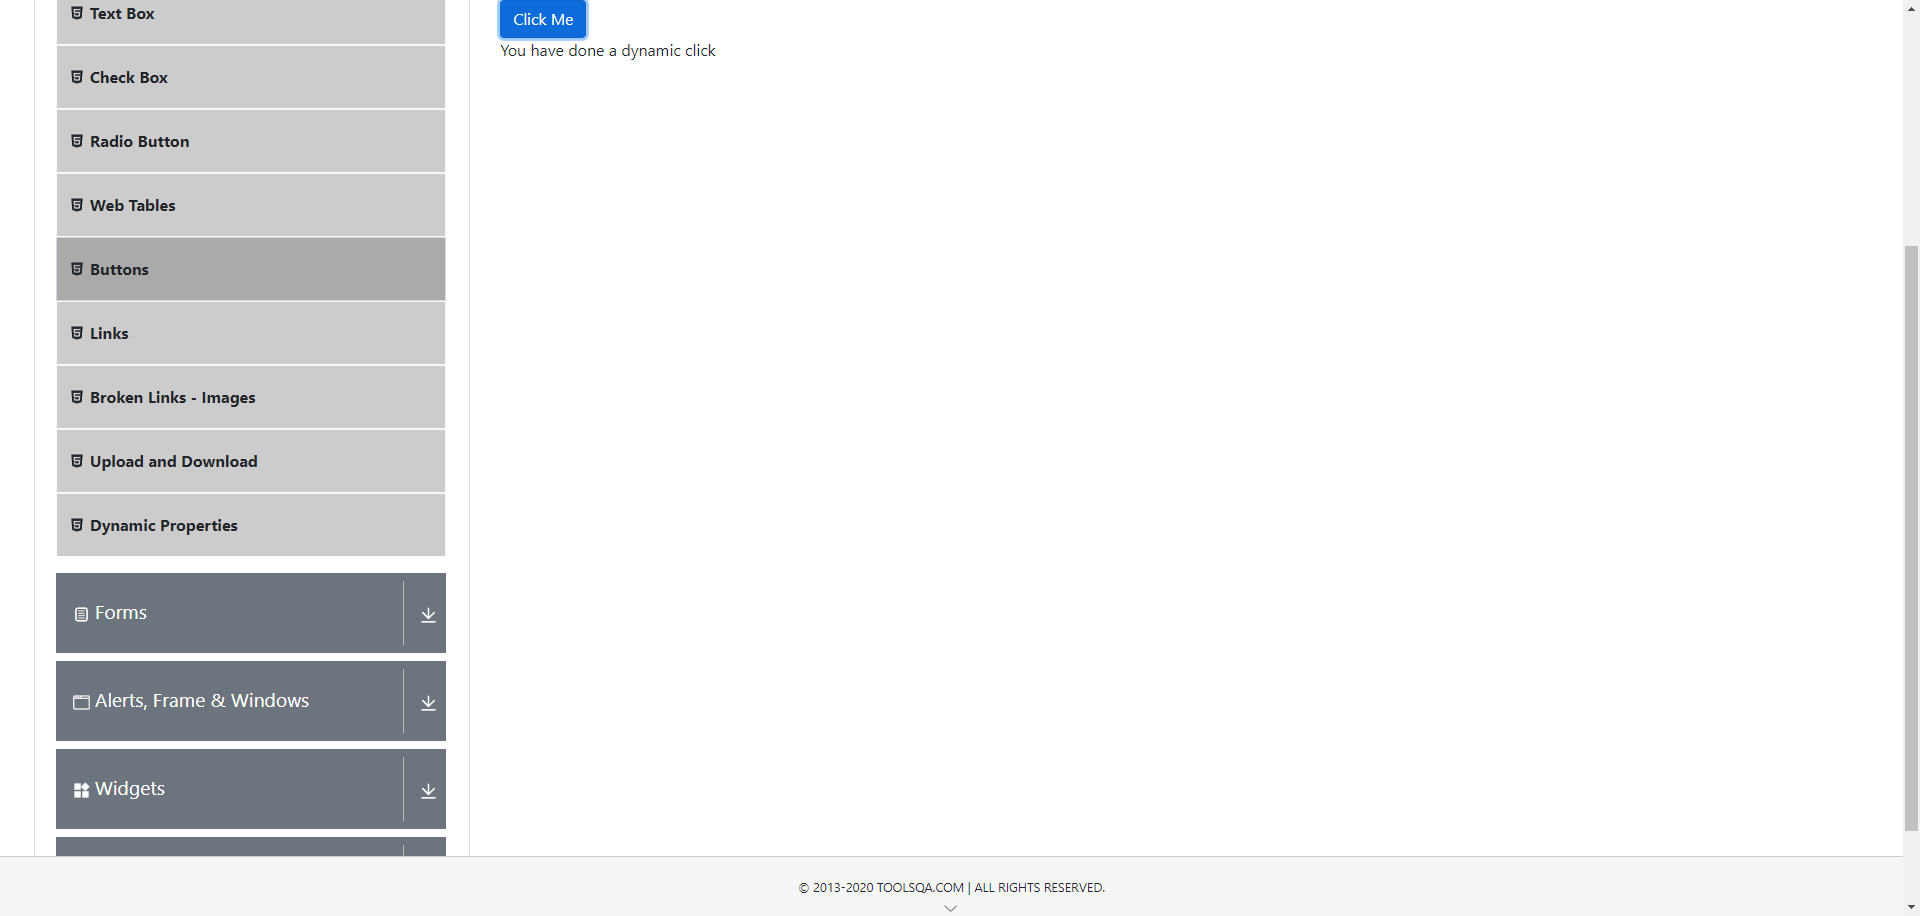 Text Box
Check Box
Radio Button
Web Tables
Buttons
Links
Broken Links - Images
Upload and Download
Dynamic Properties
Forms
Alerts, Frame & Windows
Widgets
Click Me
You have done a dynamic click
© 2013-2020 TOOLSQA.COM | ALL RIGHTS RESERVED.